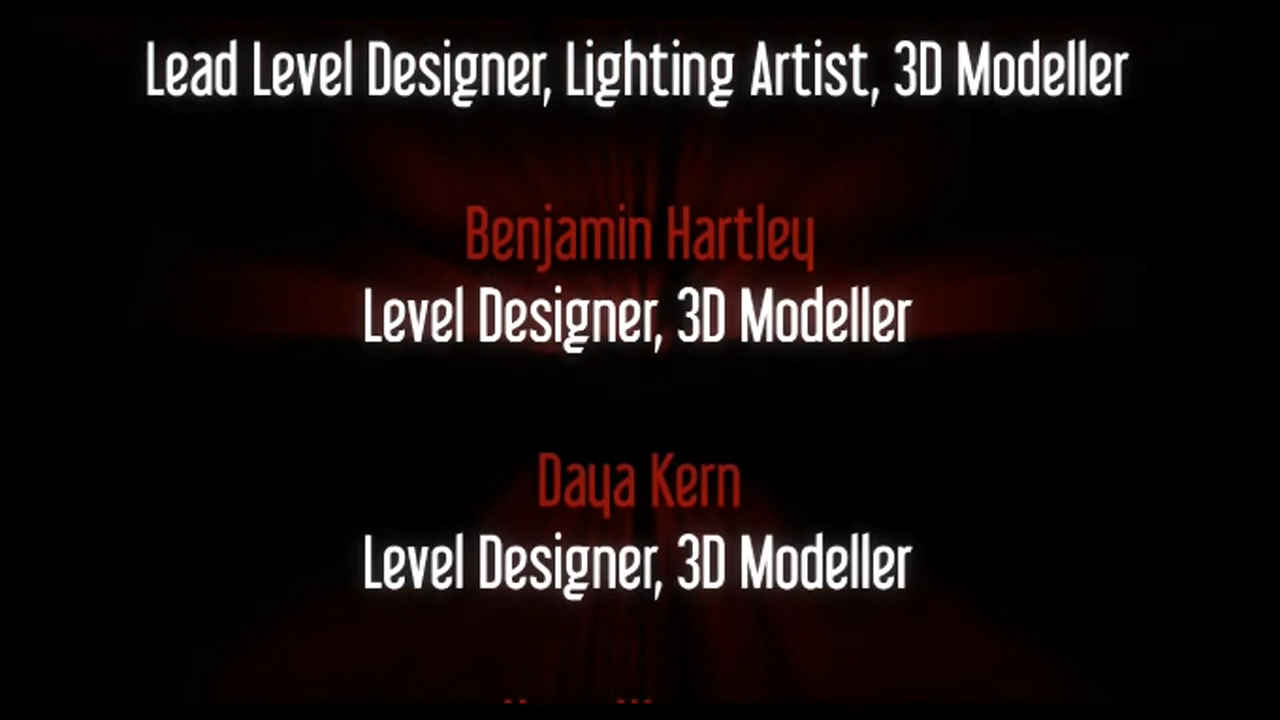 Lead Level Designer, Lighting Artist, 3D Modeller
Benjamin Hartley
Level Designer, 3D Modeller
Daya Kern
Level Designer, 3D Modeller